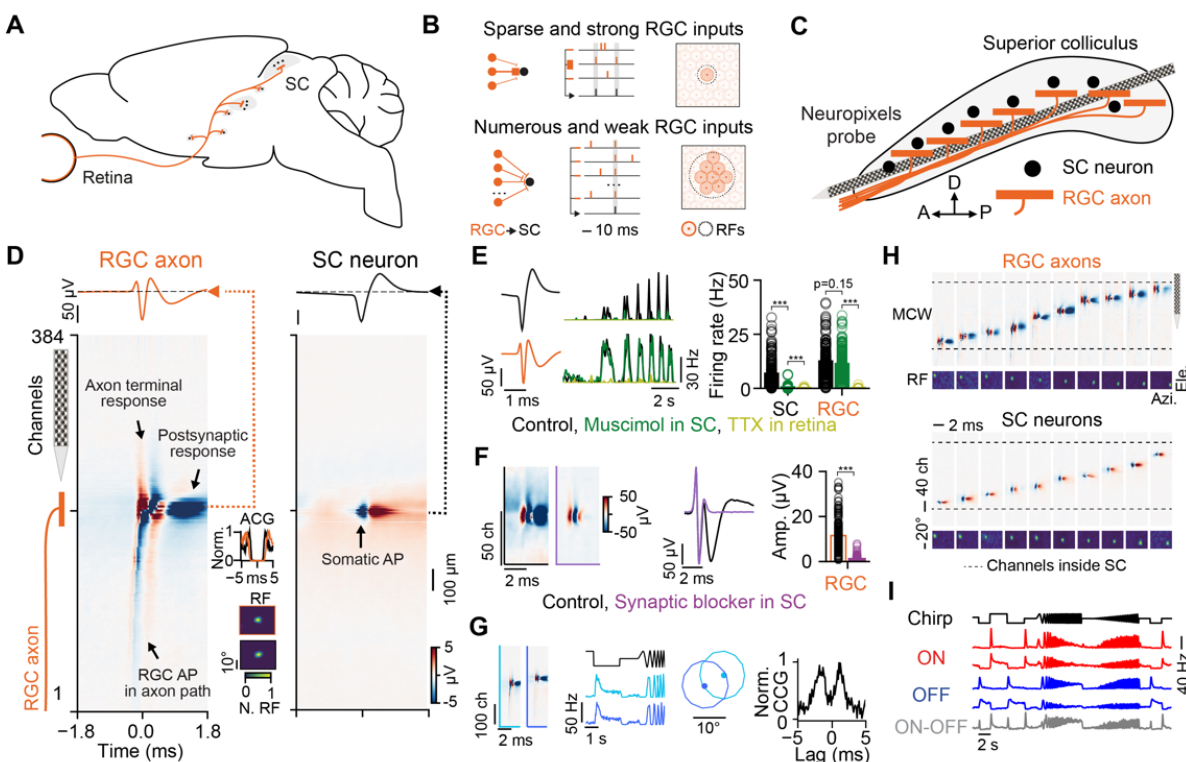 A
SC
Retina
B
Sparse and strong RGC inputs
Numerous and weak RGC inputs
RGC→SC
10 ms
RFs
C
Superior colliculus
Neuropixels
probe
SC neuron
RGC axon
D
A
P
D
RGC axon
SC neuron
50 μV
384
Channels
1
Axon terminal
response
Postsynaptic
response
Somatic AP
ACG
Norm.
1
0
−5 ms 5
RF
10°
0 1
N. RF
RGC AP
in axon path
RGC axon
100 μm
5
−5
μV
−1.8 0.0 1.8
Time (ms)
E
50 μV
1 ms
30 Hz
2 s
Firing rate (Hz)
50
25
0
***
***
p=0.15
***
SC RGC
Control, Muscimol in SC, TTX in retina
F
50 ch
2 ms
50
0
−50
μV
50 μV
2 ms
Amp. (μV)
40
20
0
***
RGC
Control, Synaptic blocker in SC
G
100 ch
2 ms
50 Hz
1 s
10°
Norm.
CCG
1
0
−5 0 5
Lag (ms)
H
RGC axons
MCW
RF
Ele.
Azi.
SC neurons
2 ms
40 ch
20°
Channels inside SC
I
Chirp
ON
OFF
ON-OFF
40 Hz
2 s